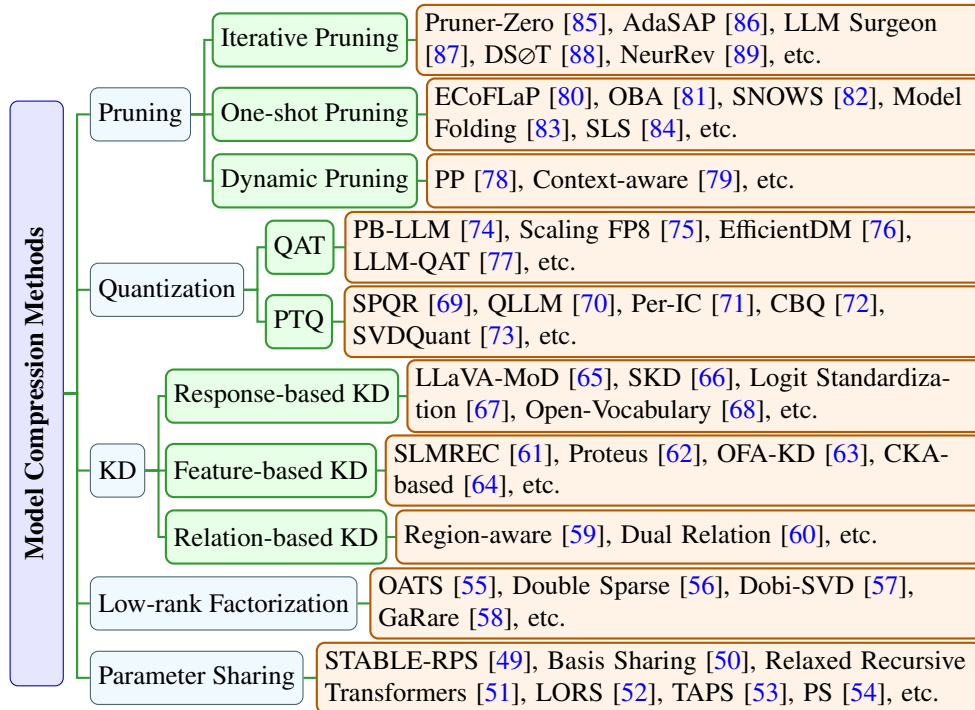 Model Compression Methods
Pruning
Iterative Pruning
Pruner-Zero [85], AdaSAP [86], LLM Surgeon
[87], DS∅T [88], NeurRev [89], etc.
One-shot Pruning
ECoFLaP [80], OBA [81], SNOWS [82], Model
Folding [83], SLS [84], etc.
Dynamic Pruning
PP [78], Context-aware [79], etc.
Quantization
QAT
PB-LLM [74], Scaling FP8 [75], EfficientDM [76],
LLM-QAT [77], etc.
PTQ
SPQR [69], QLLM [70], Per-IC [71], CBQ [72],
SVDQuant [73], etc.
KD
Response-based KD
LLaVA-MoD [65], SKD [66], Logit Standardiza-
tion [67], Open-Vocabulary [68], etc.
Feature-based KD
SLMREC [61], Proteus [62], OFA-KD [63], CKA-
based [64], etc.
Relation-based KD
Region-aware [59], Dual Relation [60], etc.
Low-rank Factorization
OATS [55], Double Sparse [56], Dobi-SVD [57],
GaRare [58], etc.
Parameter Sharing
STABLE-RPS [49], Basis Sharing [50], Relaxed Recursive
Transformers [51], LORS [52], TAPS [53], PS [54], etc.